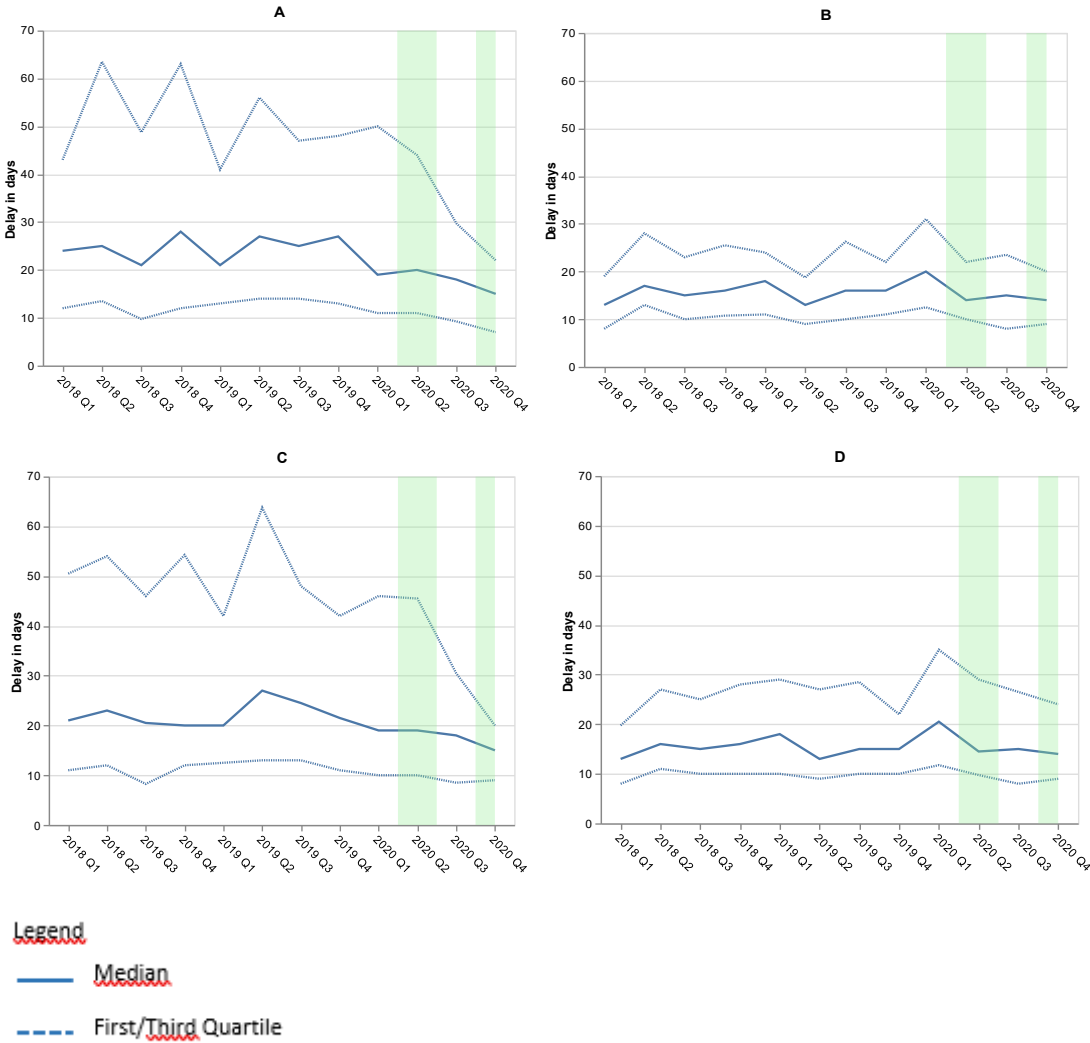 A
70
60
50
40
30
20
10
0
Delay in days
2018 Q1
2018 Q2
2018 Q3
2018 Q4
2019 Q1
2019 Q2
2019 Q3
2019 Q4
2020 Q1
2020 Q2
2020 Q3
2020 Q4
B
70
60
50
40
30
20
10
0
Delay in days
2018 Q1
2018 Q2
2018 Q3
2018 Q4
2019 Q1
2019 Q2
2019 Q3
2019 Q4
2020 Q1
2020 Q2
2020 Q3
2020 Q4
C
70
60
50
40
30
20
10
0
Delay in days
2018 Q1
2018 Q2
2018 Q3
2018 Q4
2019 Q1
2019 Q2
2019 Q3
2019 Q4
2020 Q1
2020 Q2
2020 Q3
2020 Q4
D
70
60
50
40
30
20
10
0
Delay in days
2018 Q1
2018 Q2
2018 Q3
2018 Q4
2019 Q1
2019 Q2
2019 Q3
2019 Q4
2020 Q1
2020 Q2
2020 Q3
2020 Q4
Legend
Median
First/Third Quartile